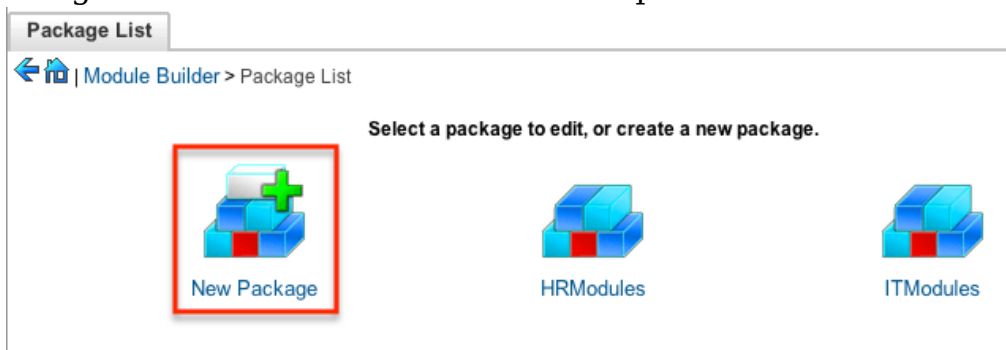 Package List
| Module Builder > Package List
Select a package to edit, or create a new package.
New Package
HRModules
ITModules